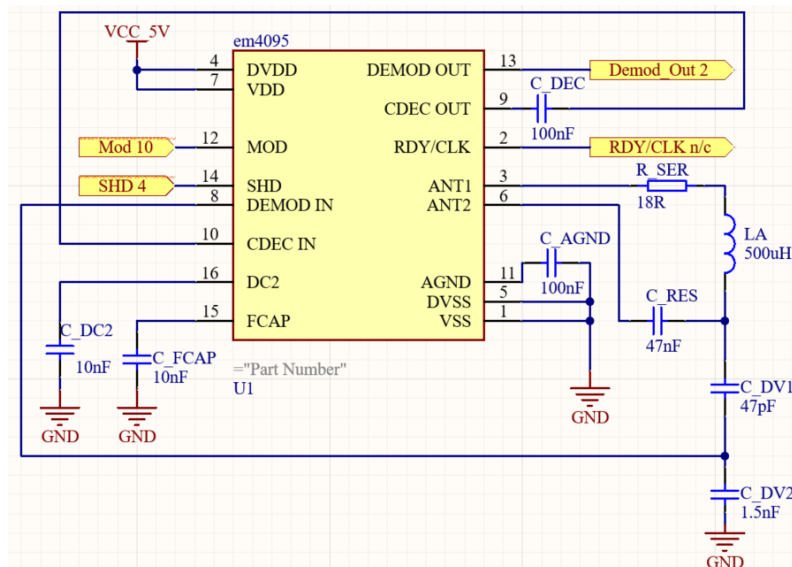 VCC_5V
em4095
4
DVDD
DEMOD OUT
13
Demod_Out 2
7
VDD
C_DEC
CDEC OUT
9
100nF
Mod 10
12
MOD
RDY/CLK
2
RDY/CLK n/c
SHD 4
14
SHD
ANT1
3
R_SER
18R
8
DEMOD IN
ANT2
6
10
CDEC IN
LA
500uH
C_AGND
100nF
16
DC2
AGND
11
DVSS
5
C_RES
47nF
15
FCAP
VSS
1
C_DC2
10nF
C_FCAP
10nF
="Part Number"
U1
C_DV1
47pF
GND
GND
GND
C_DV2
1.5nF
GND